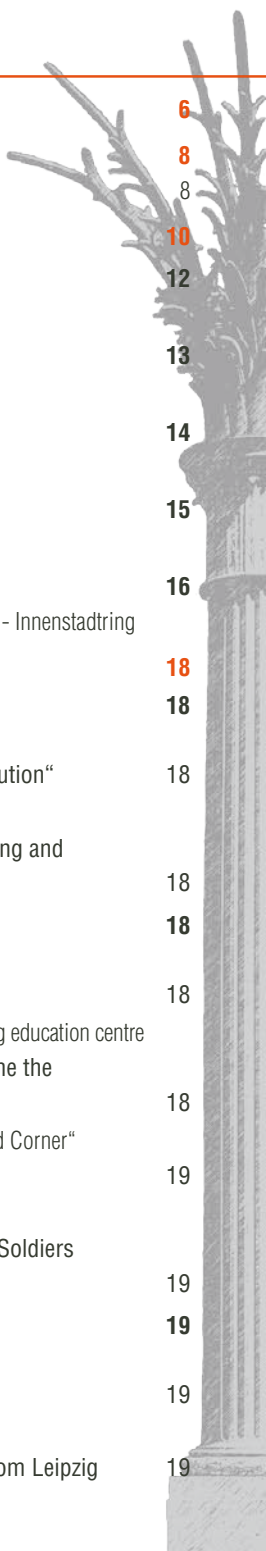 6
8
8
10
12
13
14
15
16
- Innenstadtring
18
18
ution“ 18
ng and
18
18
18
g education centre
ne the
18
d Corner“
19
Soldiers
19
19
19
om Leipzig 19